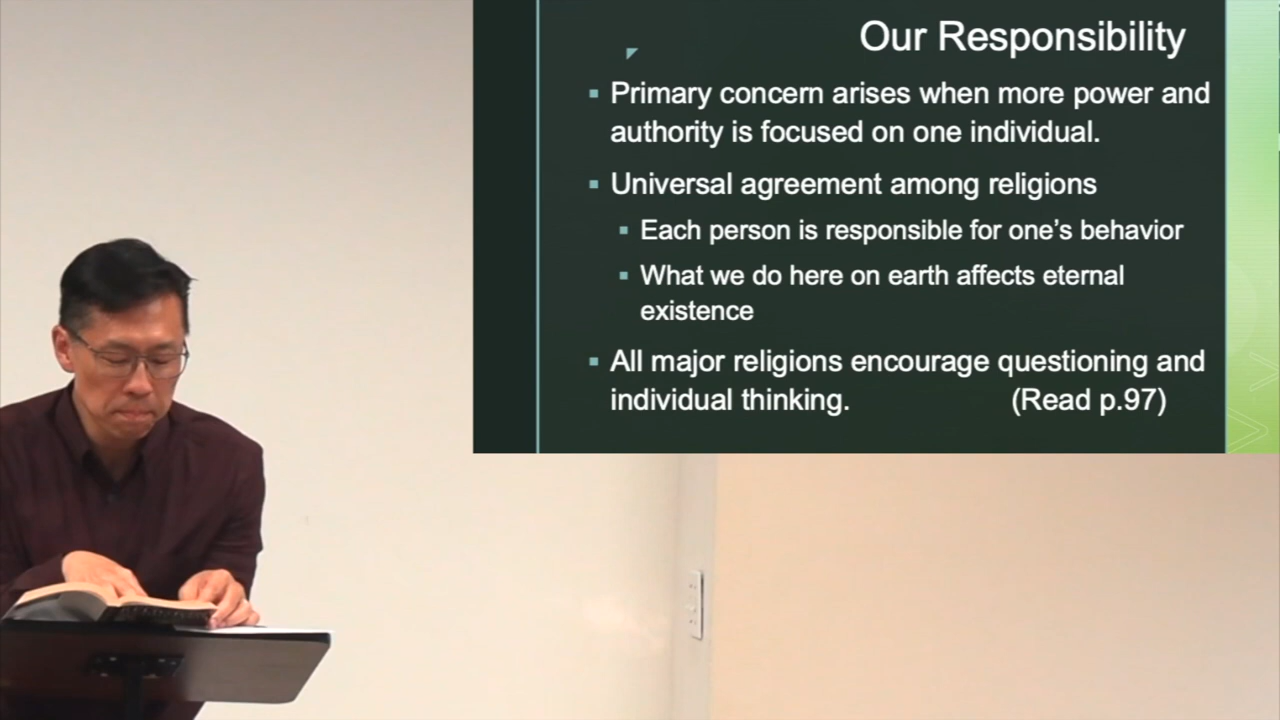 Our Responsibility
Primary concern arises when more power and
authority is focused on one individual.
Universal agreement among religions
Each person is responsible for one’s behavior
What we do here on earth affects eternal
existence
All major religions encourage questioning and
individual thinking. (Read p.97)